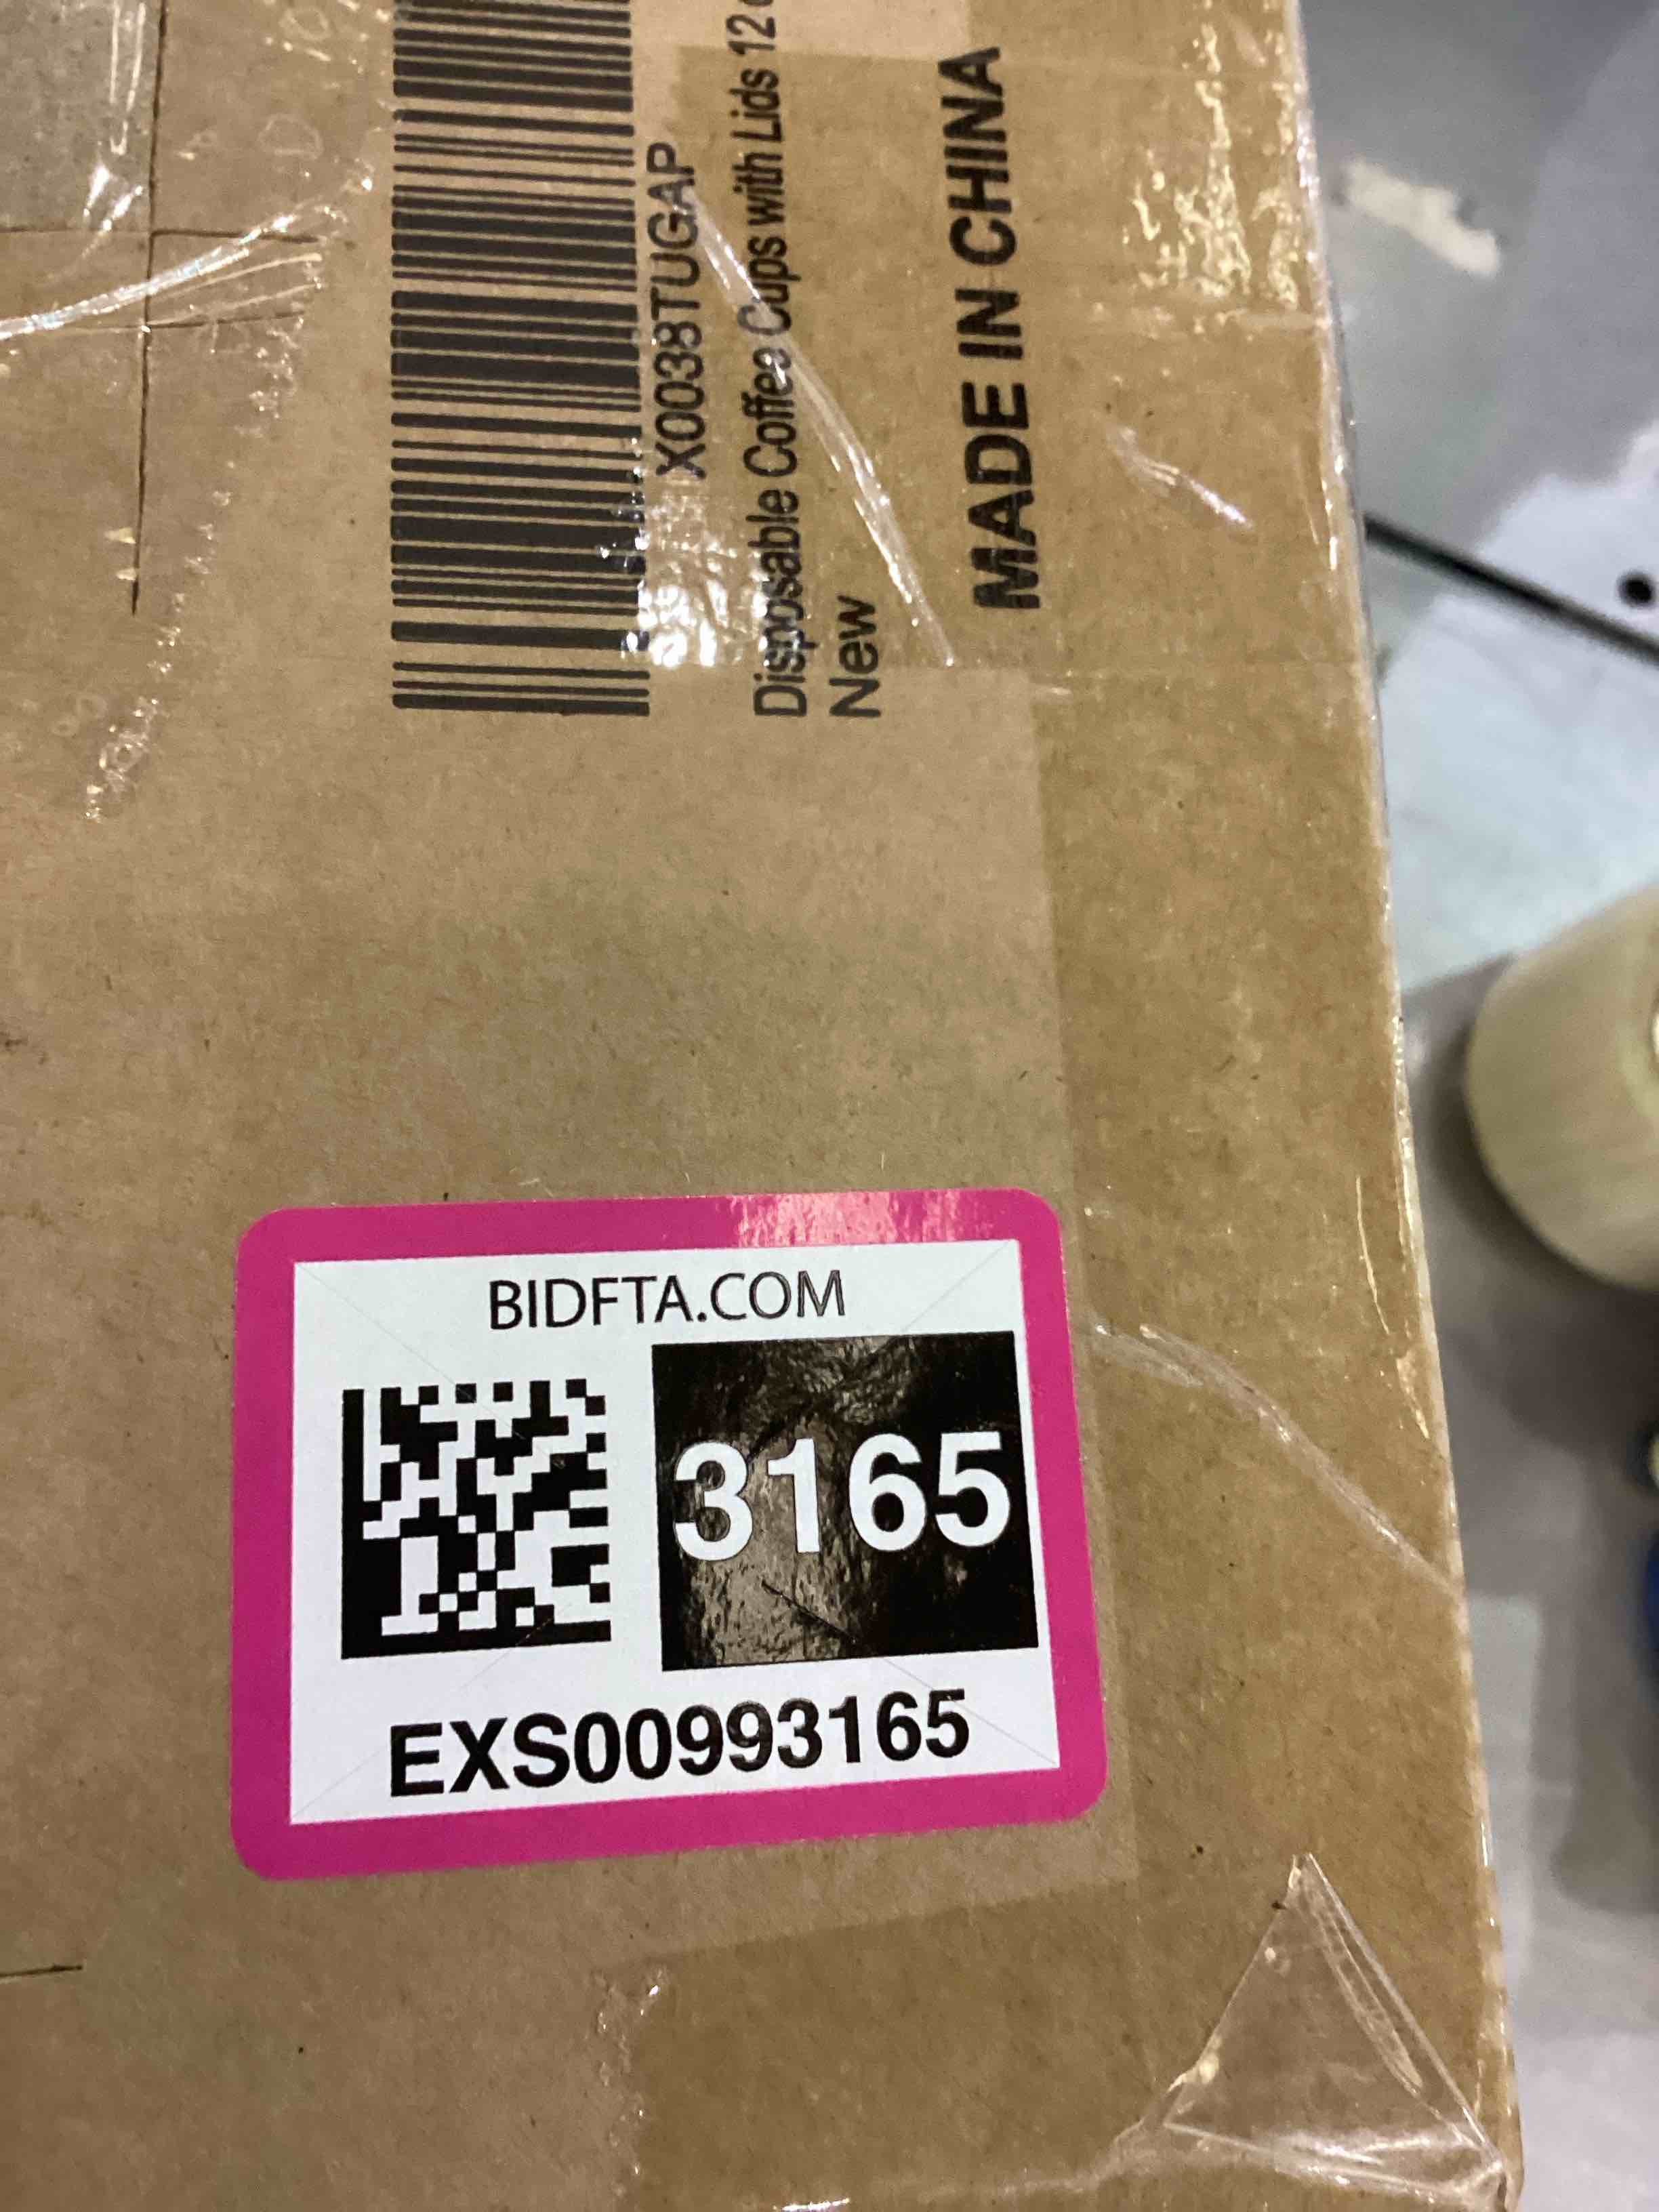 X0038TUGAP
Disposable Coffee Cups with Lids 12
New
MADE IN CHINA
BIDFTA.COM
3165
EXS00993165